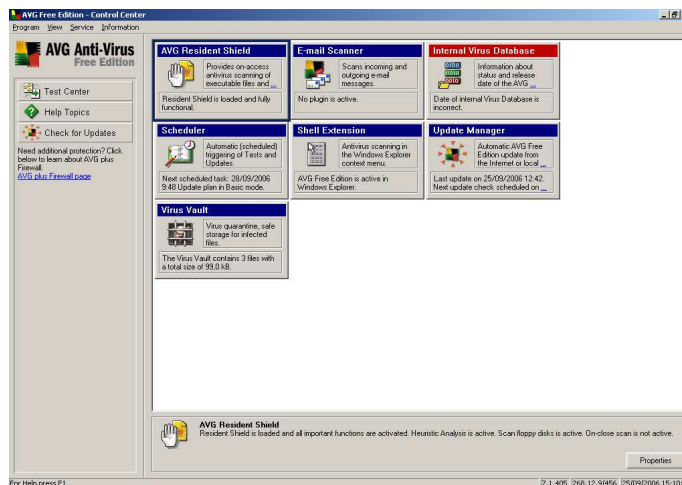 AVG Free Edition - Control Center
Program View Service Information
AVG Anti-Virus
Free Edition
Test Center
Help Topics
Check for Updates
Need additional protection? Click
below to learn about AVG plus
Firewall.
AVG plus Firewall page
AVG Resident Shield
Provides on-access
antivirus scanning of
executable files and ...
Resident Shield is loaded and fully
functional.
E-mail Scanner
Scans incoming and
outgoing e-mail
messages.
No plugin is active.
Internal Virus Database
Information about
status and release
date of the AVG ...
Date of internal Virus Database is
incorrect.
Scheduler
Automatic (scheduled)
triggering of Tests and
Updates.
Next scheduled task: 28/09/2006
9:48 Update plan in Basic mode.
Shell Extension
Antivirus scanning in
the Windows Explorer
context menu.
AVG Free Edition is active in
Windows Explorer.
Update Manager
Automatic AVG Free
Edition update from
the Internet or local ...
Last update on 25/09/2006 12:42.
Next update check scheduled on ...
Virus Vault
Virus quarantine, safe
storage for infected
files.
The Virus Vault contains 3 files with
a total size of 99.0 kB.
AVG Resident Shield
Resident Shield is loaded and all important functions are activated. Heuristic Analysis is active. Scan floppy disks is active. On-close scan is not active.
Properties
For Help press F1
7.1.405 268.12.9/456 25/09/2006 15:10: